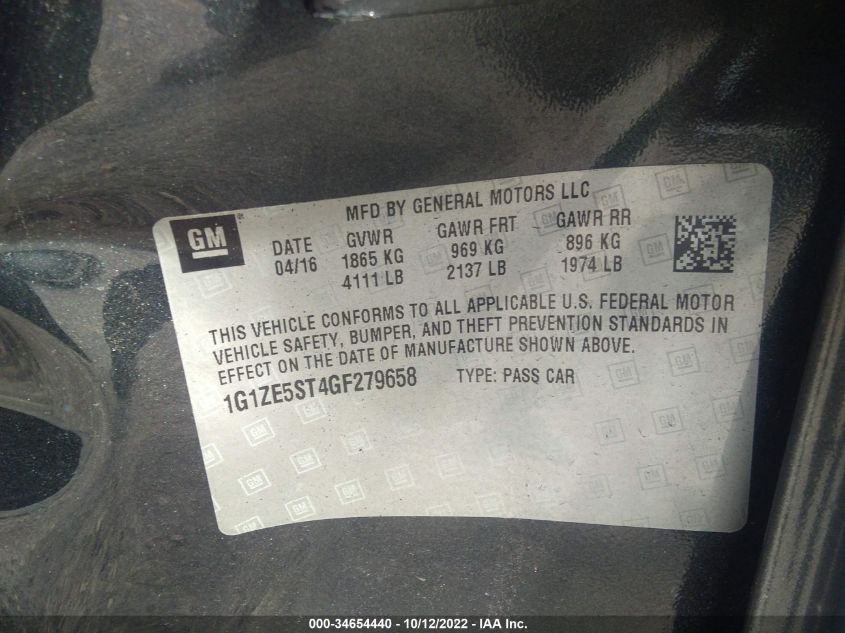 GM
MFD BY GENERAL MOTORS LLC
DATE GVWR GAWR FRT GAWR RR
04/16 1865 KG 969 KG 896 KG
4111 LB 2137 LB 1974 LB
THIS VEHICLE CONFORMS TO ALL APPLICABLE U.S. FEDERAL MOTOR
VEHICLE SAFETY, BUMPER, AND THEFT PREVENTION STANDARDS IN
EFFECT ON THE DATE OF MANUFACTURE SHOWN ABOVE.
1G1ZE5ST4GF279658 TYPE: PASS CAR
000-34654440 - 10/12/2022 - IAA Inc.